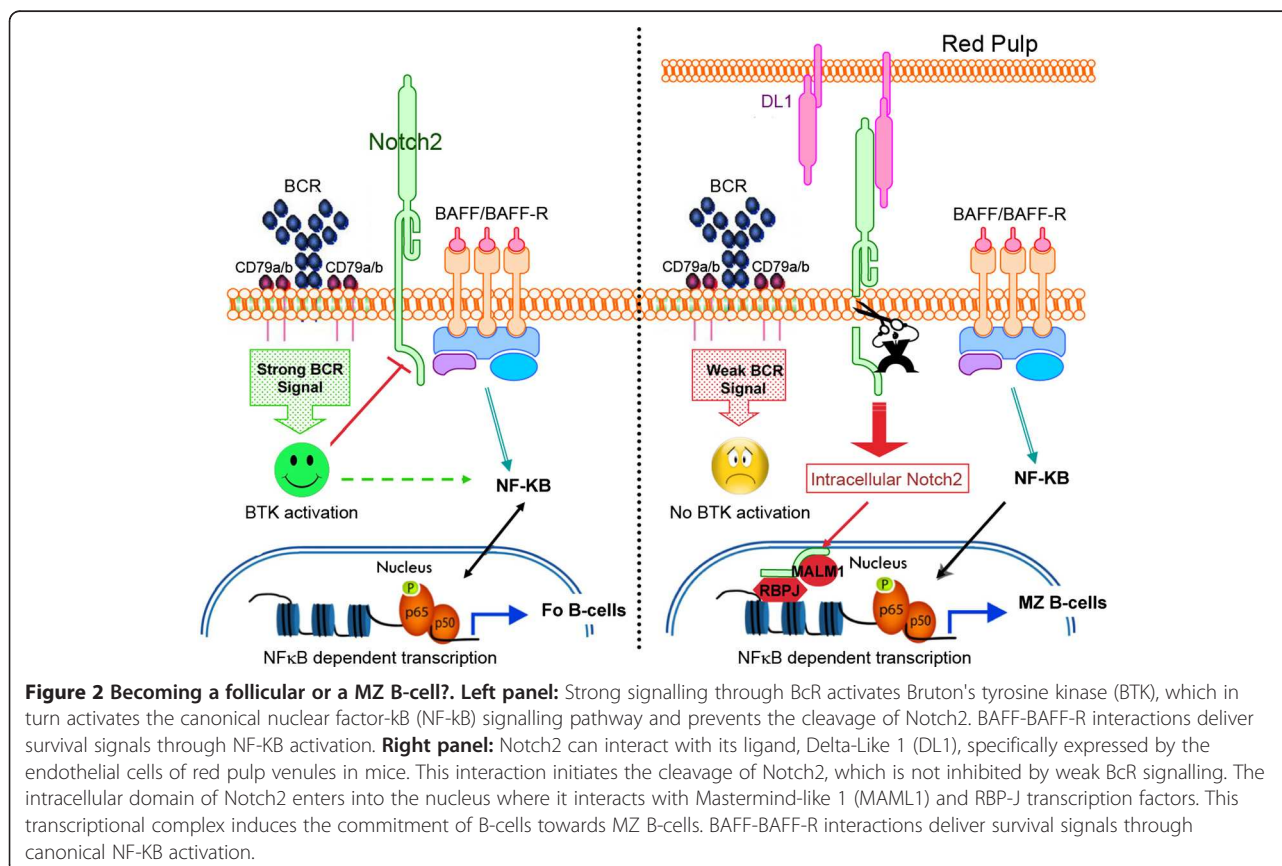 Notch2
BCR
BAFF/BAFF-R
CD79a/b
CD79a/b
Strong BCR
Signal
BTK activation
NF-KB
Nucleus
P
p65
p50
Fo B-cells
NFκB dependent transcription
Red Pulp
DL1
BCR
BAFF/BAFF-R
CD79a/b
CD79a/b
Weak BCR
Signal
No BTK activation
Intracellular Notch2
NF-KB
MALM1
RBPJ
Nucleus
P
p65
p50
MZ B-cells
NFκB dependent transcription
Figure 2 Becoming a follicular or a MZ B-cell?. Left panel: Strong signalling through BcR activates Bruton's tyrosine kinase (BTK), which in
turn activates the canonical nuclear factor-kB (NF-kB) signalling pathway and prevents the cleavage of Notch2. BAFF-BAFF-R interactions deliver
survival signals through NF-KB activation. Right panel: Notch2 can interact with its ligand, Delta-Like 1 (DL1), specifically expressed by the
endothelial cells of red pulp venules in mice. This interaction initiates the cleavage of Notch2, which is not inhibited by weak BcR signalling. The
intracellular domain of Notch2 enters into the nucleus where it interacts with Mastermind-like 1 (MAML1) and RBP-J transcription factors. This
transcriptional complex induces the commitment of B-cells towards MZ B-cells. BAFF-BAFF-R interactions deliver survival signals through
canonical NF-KB activation.